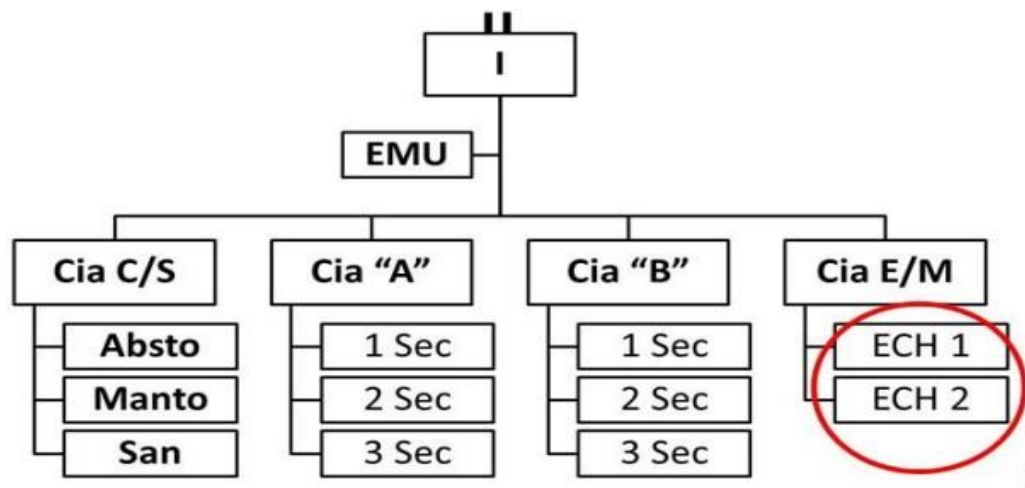 I
EMU
Cia C/S
Cia “A”
Cia “B”
Cia E/M
Absto
1 Sec
1 Sec
ECH 1
Manto
2 Sec
2 Sec
ECH 2
San
3 Sec
3 Sec